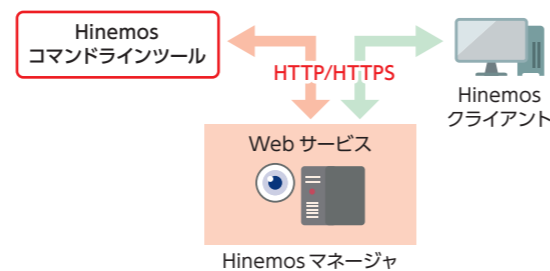 Hinemos
コマンドラインツール
HTTP/HTTPS
Hinemos
クライアント
Web サービス
Hinemos マネージャ